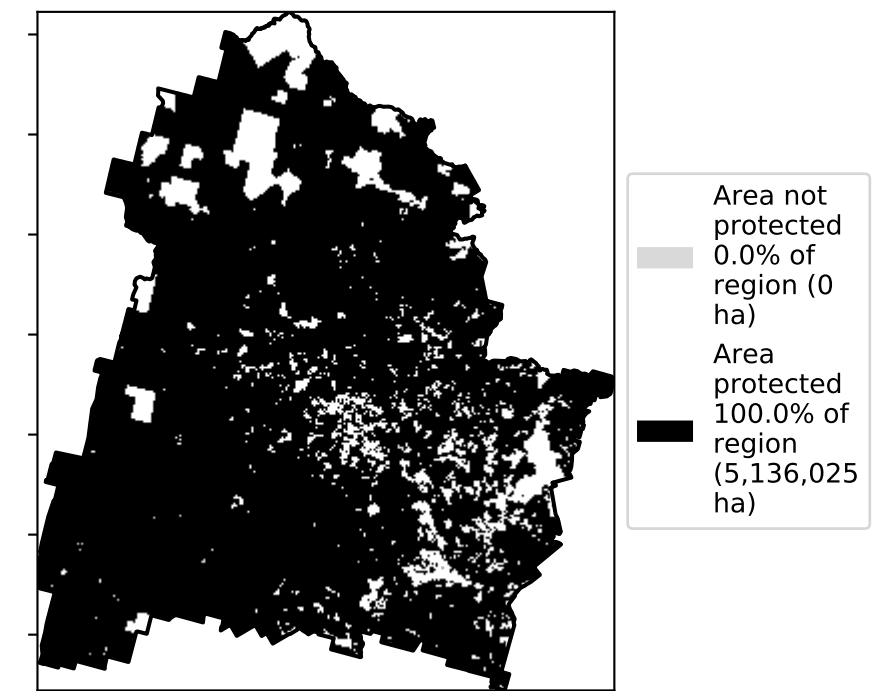 Area not
protected
0.0% of
region (0
ha)
Area
protected
100.0% of
region
(5,136,025
ha)